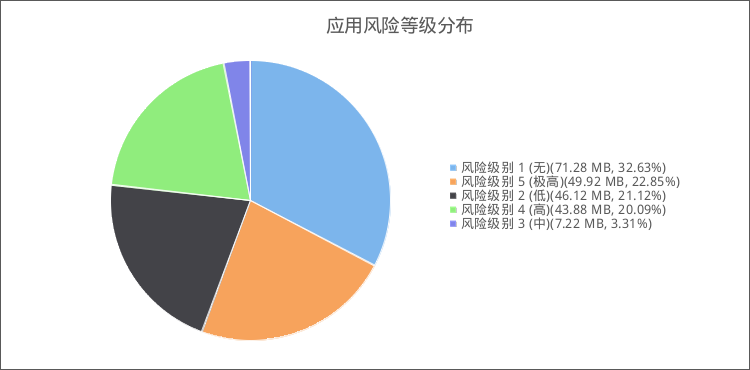 应用风险等级分布
风险级别 1 (无)(71.28 MB, 32.63%)
风险级别 5 (极高)(49.92 MB, 22.85%)
风险级别 2 (低)(46.12 MB, 21.12%)
风险级别 4 (高)(43.88 MB, 20.09%)
风险级别 3 (中)(7.22 MB, 3.31%)